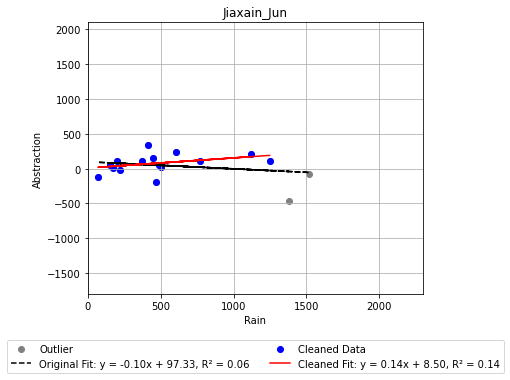 Jiaxain_Jun
2000
1500
1000
500
0
−500
−1000
−1500
Abstraction
0 500 1000 1500 2000
Rain
Outlier Cleaned Data
Original Fit: y = -0.10x + 97.33, R² = 0.06 Cleaned Fit: y = 0.14x + 8.50, R² = 0.14